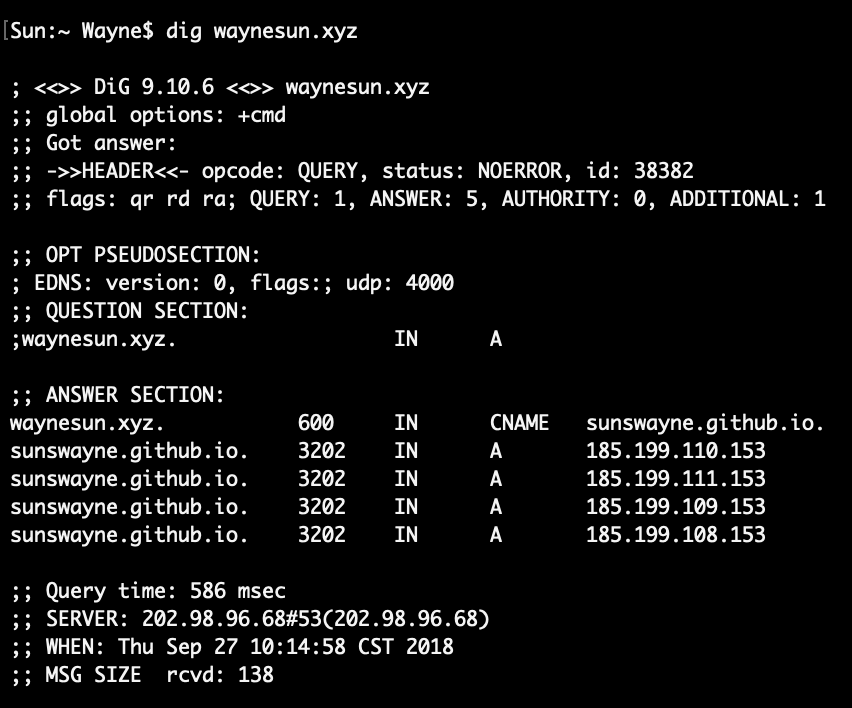 [Sun:~ Wayne$ dig waynesun.xyz
; <<>> DiG 9.10.6 <<>> waynesun.xyz
;; global options: +cmd
;; Got answer:
;; ->>HEADER<<- opcode: QUERY, status: NOERROR, id: 38382
;; flags: qr rd ra; QUERY: 1, ANSWER: 5, AUTHORITY: 0, ADDITIONAL: 1
;; OPT PSEUDOSECTION:
; EDNS: version: 0, flags:; udp: 4000
;; QUESTION SECTION:
;waynesun.xyz. IN A
;; ANSWER SECTION:
waynesun.xyz. 600 IN CNAME sunswayne.github.io.
sunswayne.github.io. 3202 IN A 185.199.110.153
sunswayne.github.io. 3202 IN A 185.199.111.153
sunswayne.github.io. 3202 IN A 185.199.109.153
sunswayne.github.io. 3202 IN A 185.199.108.153
;; Query time: 586 msec
;; SERVER: 202.98.96.68#53(202.98.96.68)
;; WHEN: Thu Sep 27 10:14:58 CST 2018
;; MSG SIZE rcvd: 138